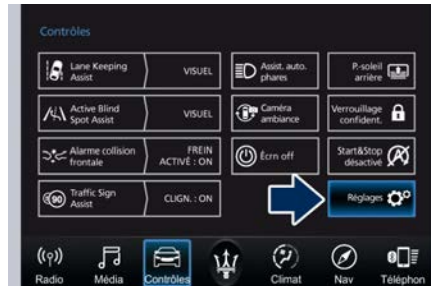 Contrôles
Lane Keeping
Assist
VISUEL
Assist. auto.
phares
P.-soleil
arrière
Active Blind
Spot Assist
VISUEL
Caméra
ambiance
Verrouillage
confident.
Alarme collision
frontale
FREIN
ACTIVÉ : ON
Écrn off
Start&Stop
désactivé
90
Traffic Sign
Assist
CLIGN. : ON
Réglages
Radio
Média
Contrôles
Climat
Nav
Téléphon